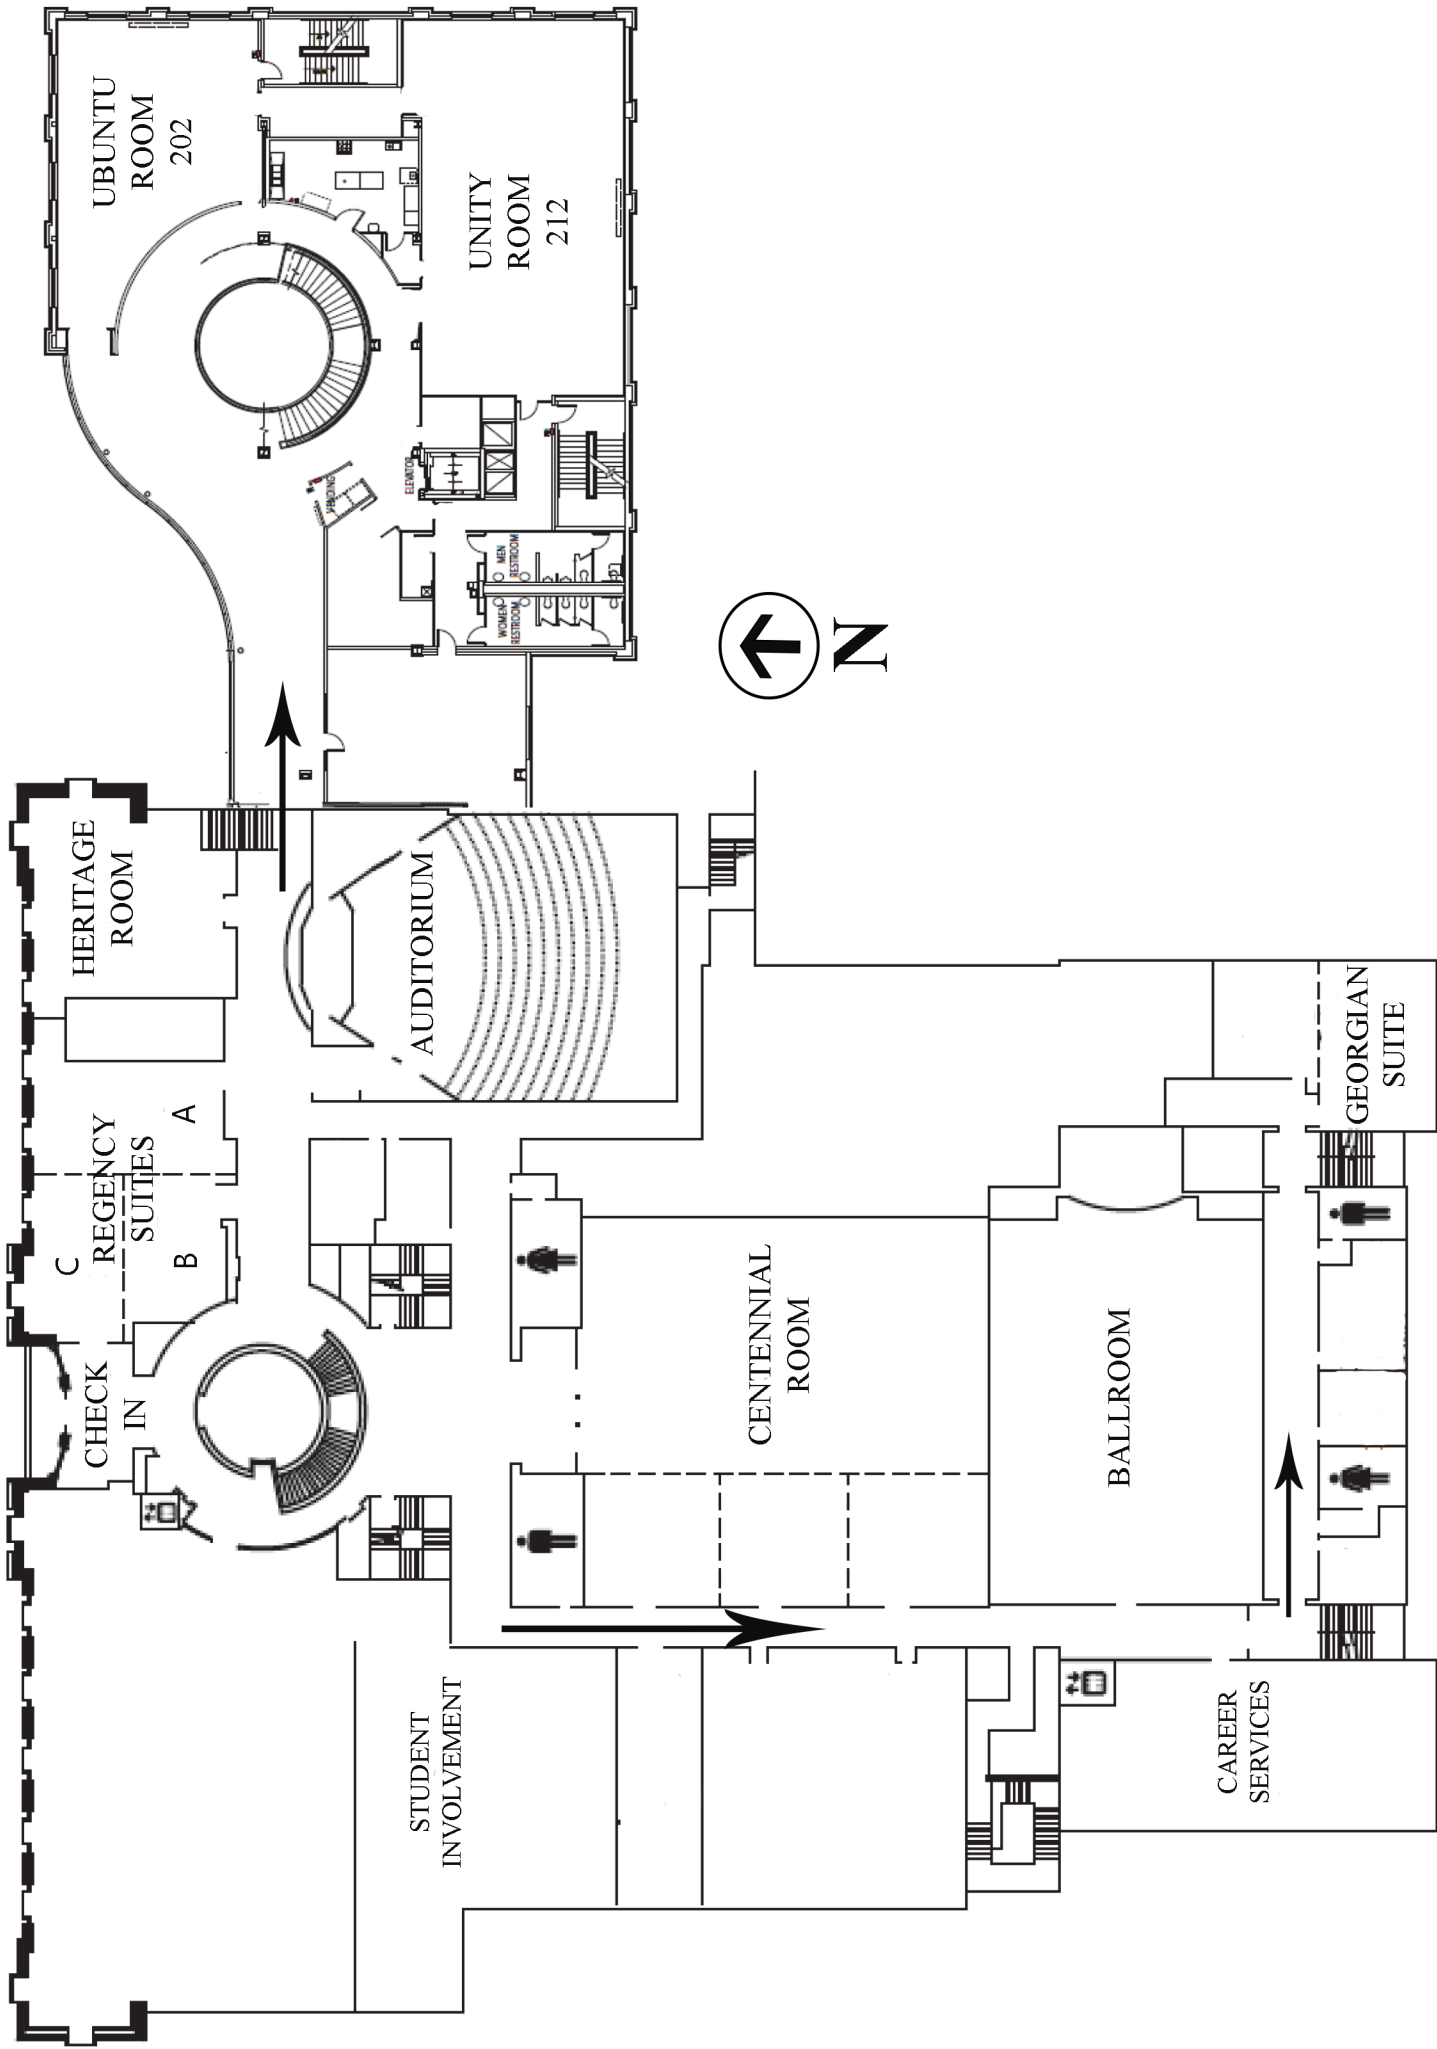 UBUNTU
ROOM
202
UNITY
ROOM
212
VENDING
ELEVATOR
MEN
RESTROOM
WOMEN
RESTROOM
N
HERITAGE
ROOM
AUDITORIUM
REGENCY
SUITES
A
B
C
CHECK
IN
CENTENNIAL
ROOM
BALLROOM
GEORGIAN
SUITE
STUDENT
INVOLVEMENT
CAREER
SERVICES